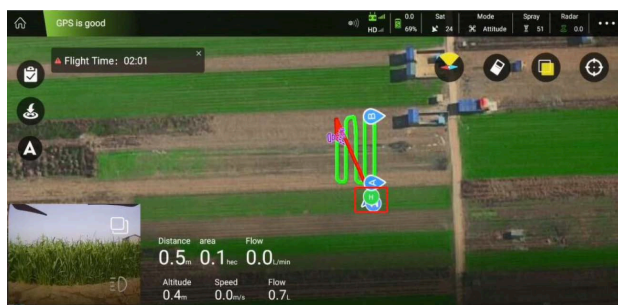 GPS is good
HD
0.0
69%
Sat
24
Mode
Attitude
Spray
51
Radar
0.0
Flight Time: 02:01
B
A
H
Distance area Flow
0.5m 0.1hec 0.0L/min
Altitude Speed Flow
0.4m 0.0m/s 0.7L